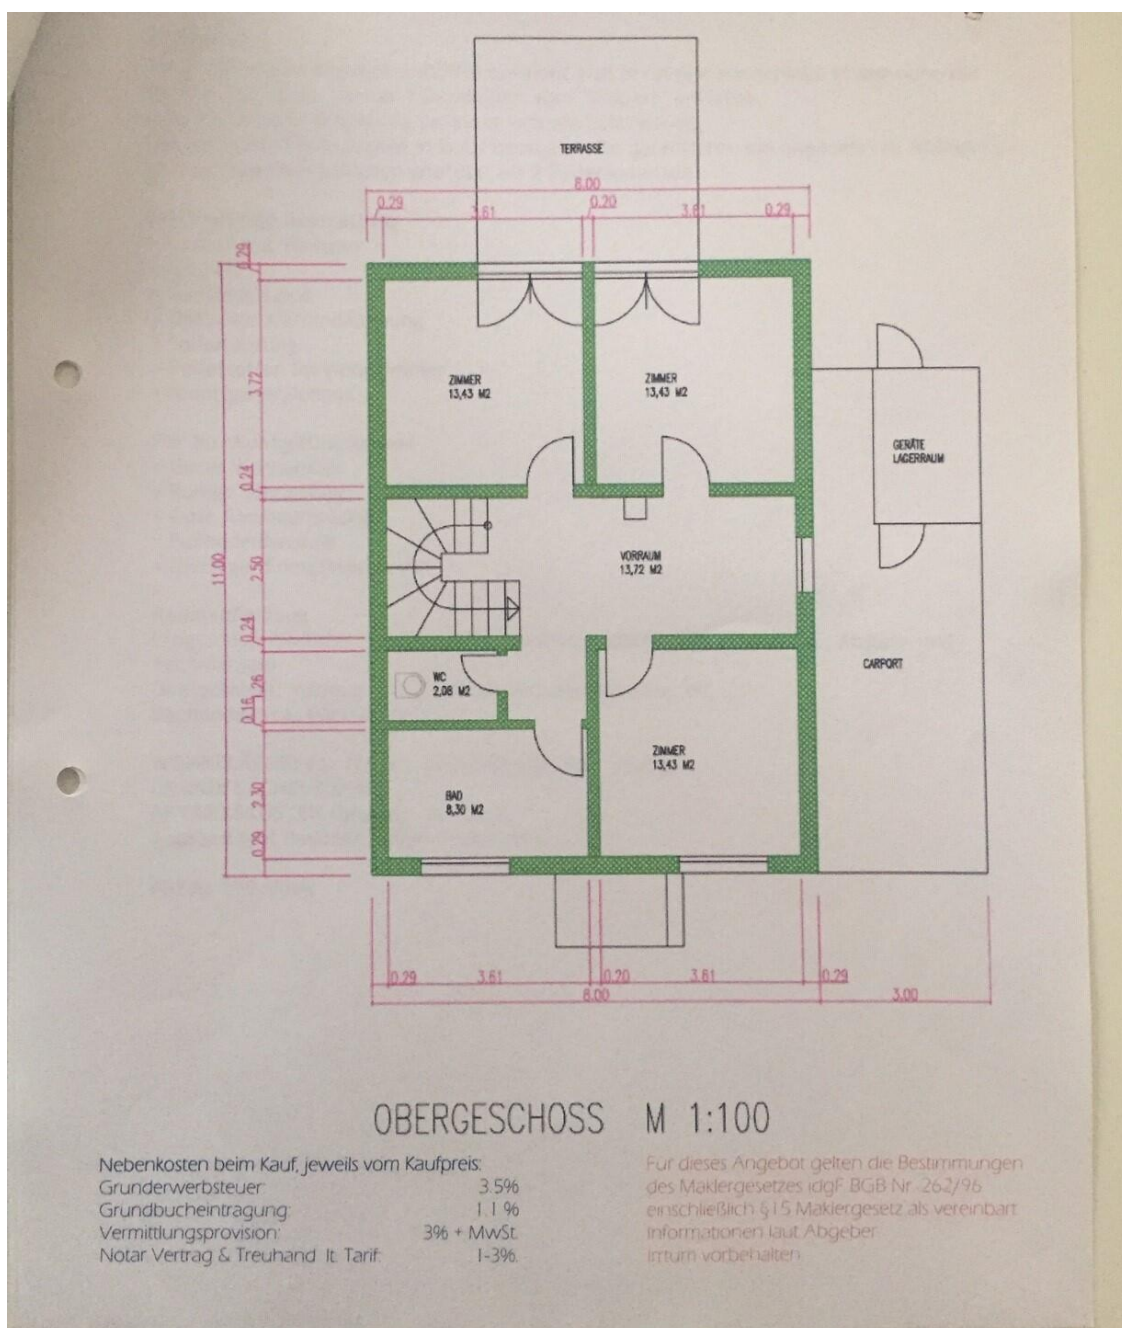 TERRASSE
8.00
0.29
3.61
0.20
3.61
0.29
0.29
3.72
0.24
11.00
2.50
0.24
1.26
0.16
2.30
0.29
ZIMMER
13,43 M2
ZIMMER
13,43 M2
GERÄTE
LAGERRAUM
VORRAUM
13,72 M2
WC
2,08 M2
CARPORT
ZIMMER
13,43 M2
BAD
8,30 M2
0.29
3.61
0.20
3.61
0.29
8.00
3.00
OBERGESCHOSS M 1:100
Nebenkosten beim Kauf, jeweils vom Kaufpreis:
Grunderwerbsteuer: 3.5%
Grundbucheintragung: 1.1 %
Vermittlungsprovision: 3% + MwSt.
Notar Vertrag & Treuhand lt. Tarif: 1-3%.
Für dieses Angebot gelten die Bestimmungen
des Maklergesetzes idgF BGB Nr. 262/96
einschließlich §15 Maklergesetz als vereinbart.
Informationen laut Abgeber.
Irrtum vorbehalten.